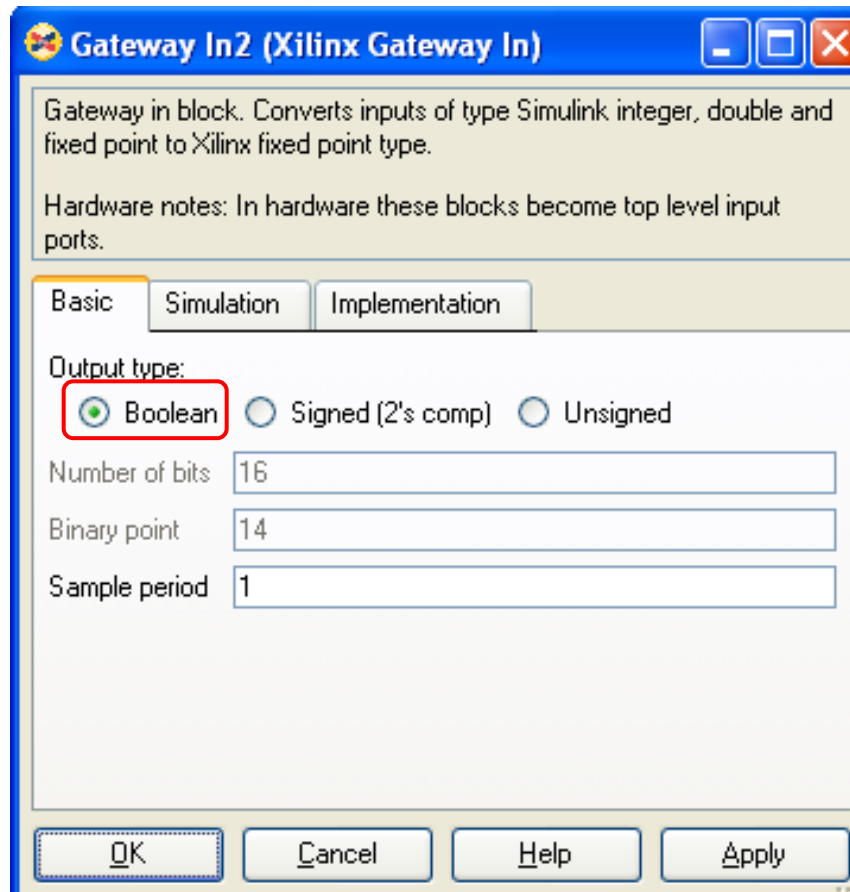 Gateway In2 (Xilinx Gateway In)
Gateway in block. Converts inputs of type Simulink integer, double and
fixed point to Xilinx fixed point type.
Hardware notes: In hardware these blocks become top level input
ports.
Basic Simulation Implementation
Output type:
Boolean Signed (2's comp) Unsigned
Number of bits 16
Binary point 14
Sample period 1
OK Cancel Help Apply